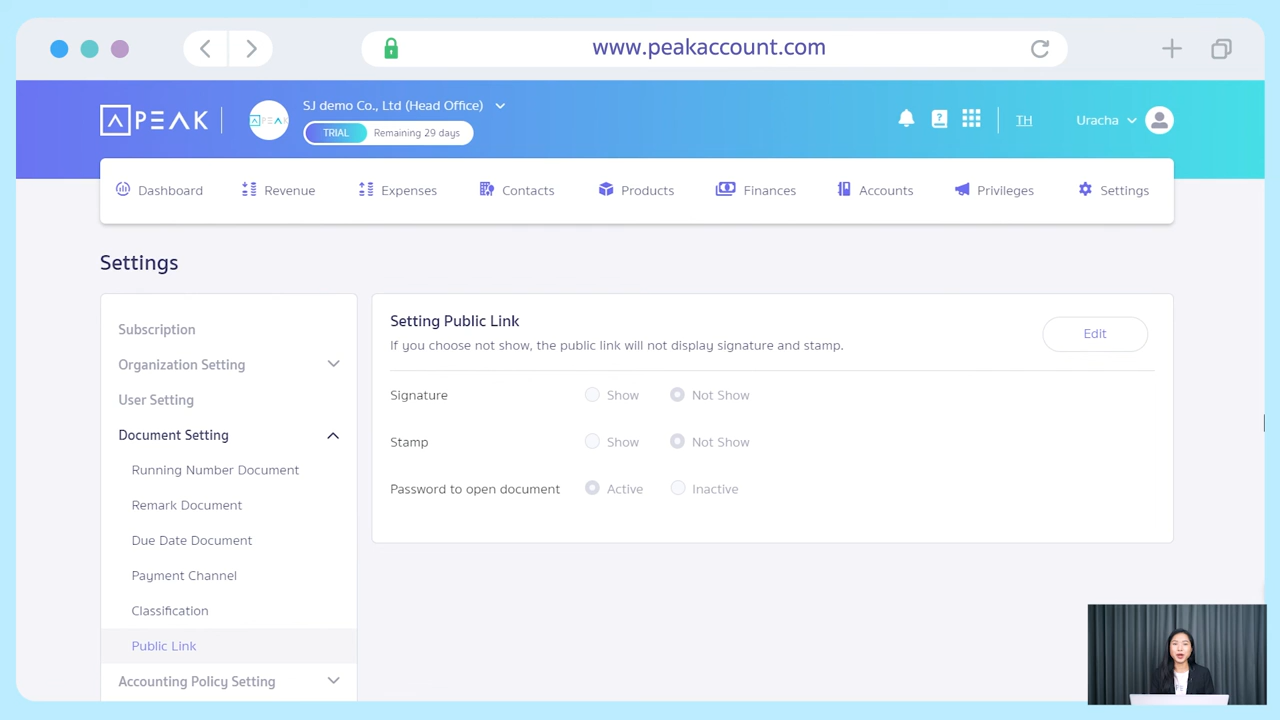 www.peakaccount.com
PEAK
SJ demo Co., Ltd (Head Office)
PEAK
TRIAL Remaining 29 days
TH
Uracha
Dashboard Revenue Expenses Contacts Products Finances Accounts Privileges Settings
Settings
Subscription
Organization Setting
User Setting
Document Setting
Running Number Document
Remark Document
Due Date Document
Payment Channel
Classification
Public Link
Accounting Policy Setting
Setting Public Link
If you choose not show, the public link will not display signature and stamp.
Edit
Signature Show Not Show
Stamp Show Not Show
Password to open document Active Inactive